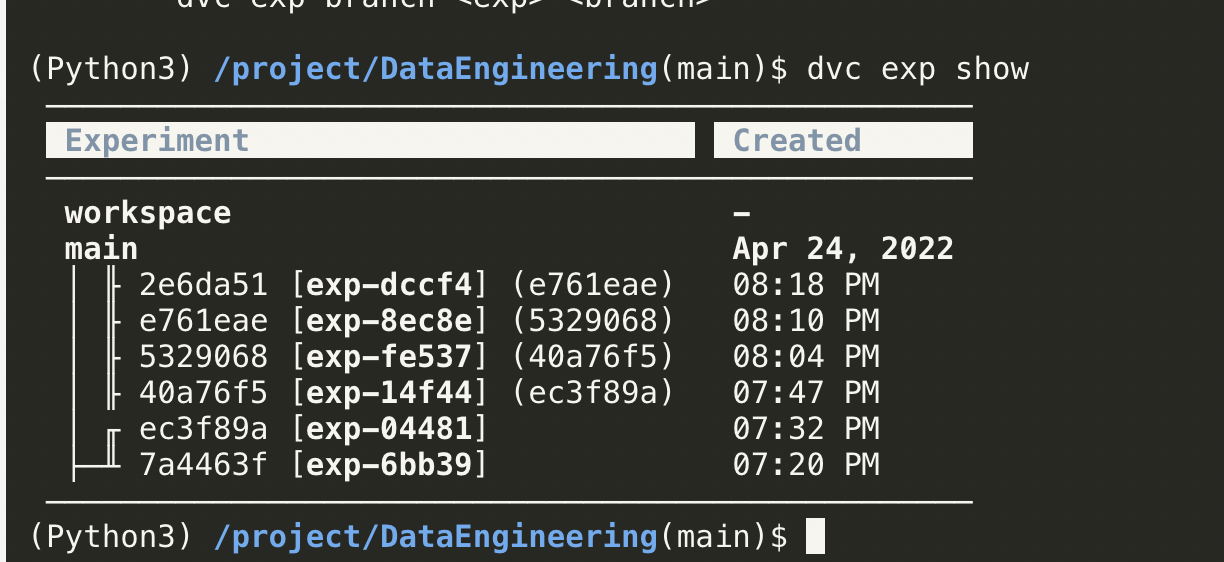 dvc exp branch <exp> <branch>
(Python3) /project/DataEngineering(main)$ dvc exp show
Experiment Created
workspace –
main Apr 24, 2022
│ ╟ 2e6da51 [exp–dccf4] (e761eae) 08:18 PM
│ ╟ e761eae [exp–8ec8e] (5329068) 08:10 PM
│ ╟ 5329068 [exp–fe537] (40a76f5) 08:04 PM
│ ╟ 40a76f5 [exp–14f44] (ec3f89a) 07:47 PM
│ ╓ ec3f89a [exp–04481] 07:32 PM
├─╨ 7a4463f [exp–6bb39] 07:20 PM
(Python3) /project/DataEngineering(main)$